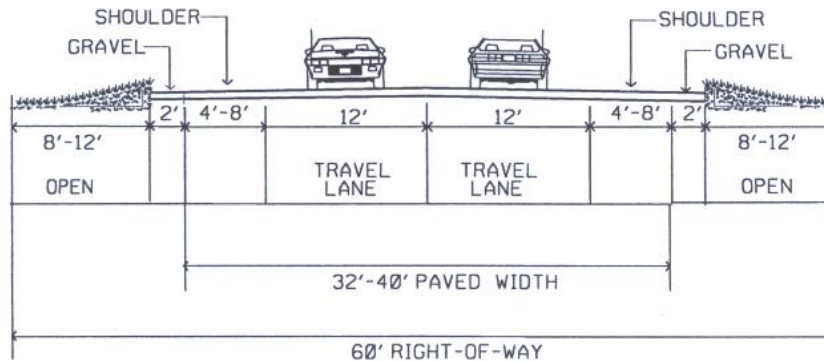 SHOULDER
SHOULDER
GRAVEL
GRAVEL
2' 4'-8' 12' 12' 4'-8' 2'
8'-12' 8'-12'
TRAVEL LANE
TRAVEL LANE
OPEN OPEN
32'-40' PAVED WIDTH
60' RIGHT-OF-WAY